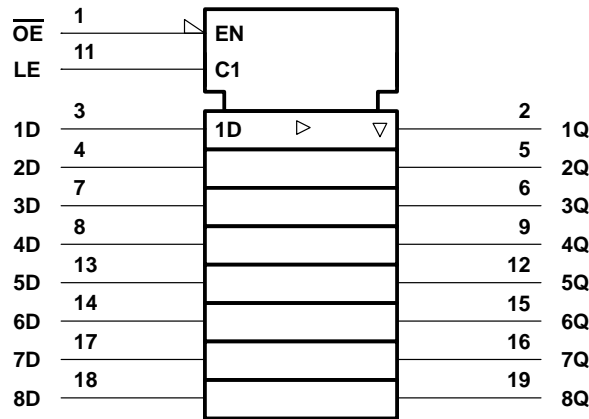 OE 1 EN
LE 11 C1
1D 3 1D 2 1Q
2D 4 5 2Q
3D 7 6 3Q
4D 8 9 4Q
5D 13 12 5Q
6D 14 15 6Q
7D 17 16 7Q
8D 18 19 8Q